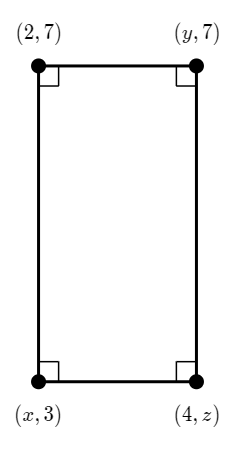 (2, 7) (y, 7)
(x, 3) (4, z)